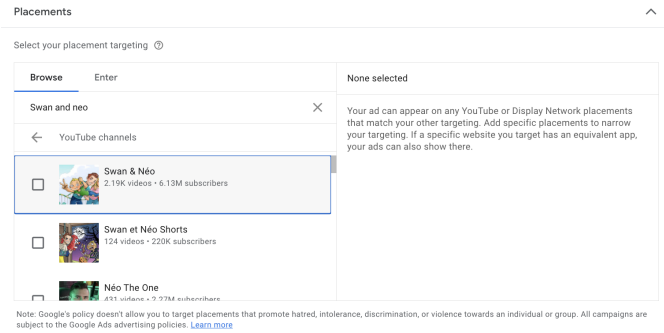 Placements
Select your placement targeting
Browse
Enter
None selected
Swan and neo
YouTube channels
Your ad can appear on any YouTube or Display Network placements
that match your other targeting. Add specific placements to narrow
your targeting. If a specific website you target has an equivalent app,
your ads can also show there.
Swan & Néo
2.19K videos • 6.13M subscribers
Swan et Néo Shorts
124 videos • 220K subscribers
Néo The One
431 videos • 2.27M subscribers
Note: Google's policy doesn't allow you to target placements that promote hatred, intolerance, discrimination, or violence towards an individual or group. All campaigns are
subject to the Google Ads advertising policies. Learn more